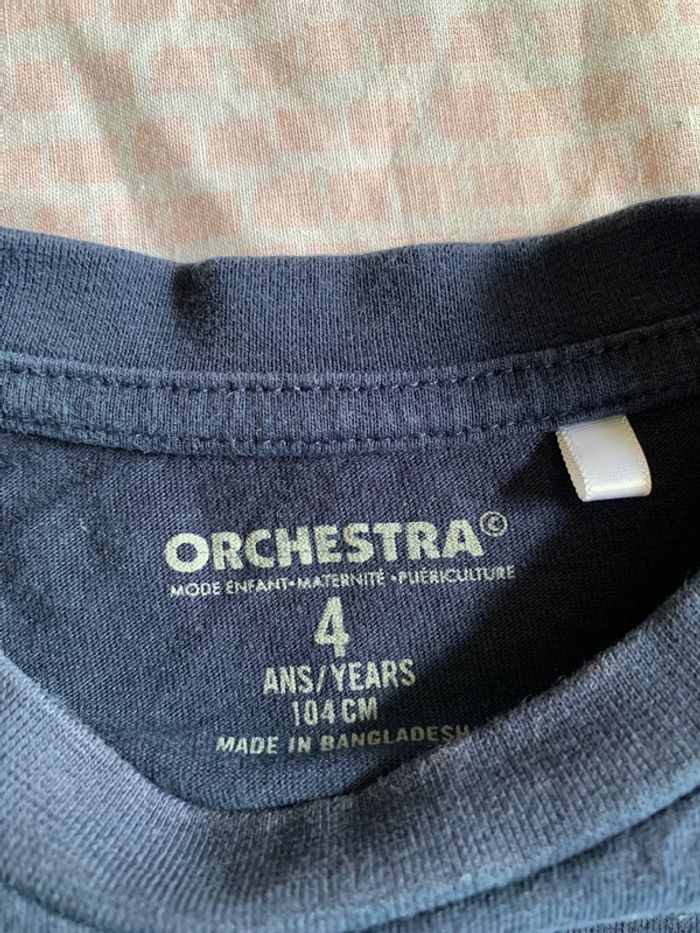 ORCHESTRA©
MODE ENFANT•MATERNITÉ•PUÉRICULTURE
4
ANS/YEARS
104 CM
MADE IN BANGLADESH